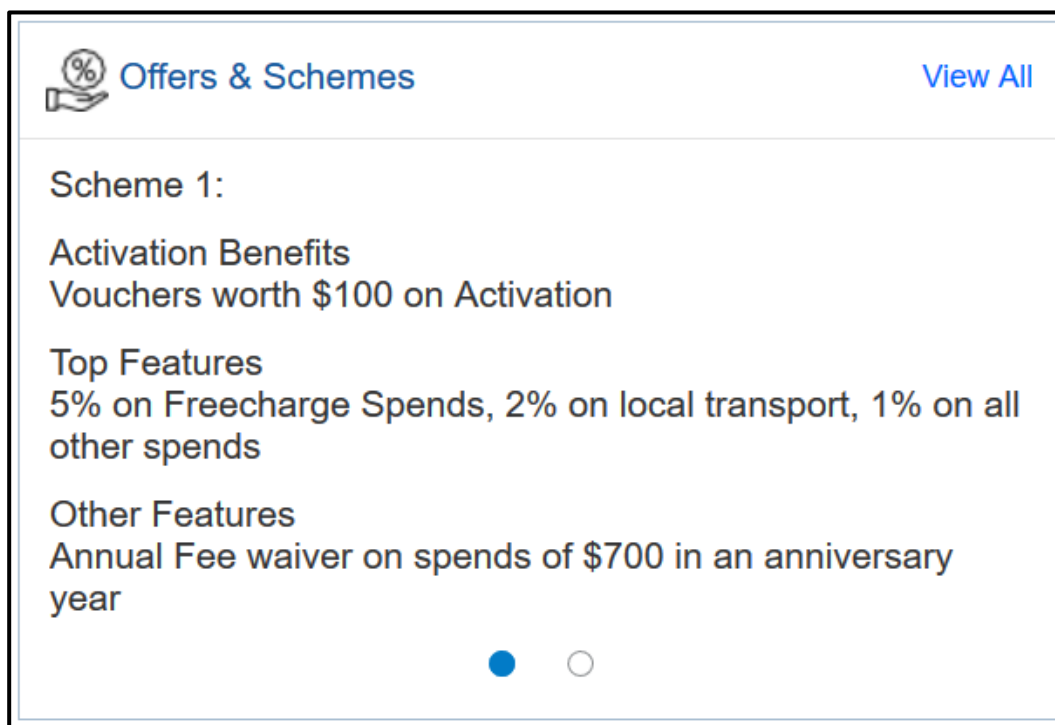 Offers & Schemes
View All
Scheme 1:
Activation Benefits
Vouchers worth $100 on Activation
Top Features
5% on Freecharge Spends, 2% on local transport, 1% on all
other spends
Other Features
Annual Fee waiver on spends of $700 in an anniversary
year